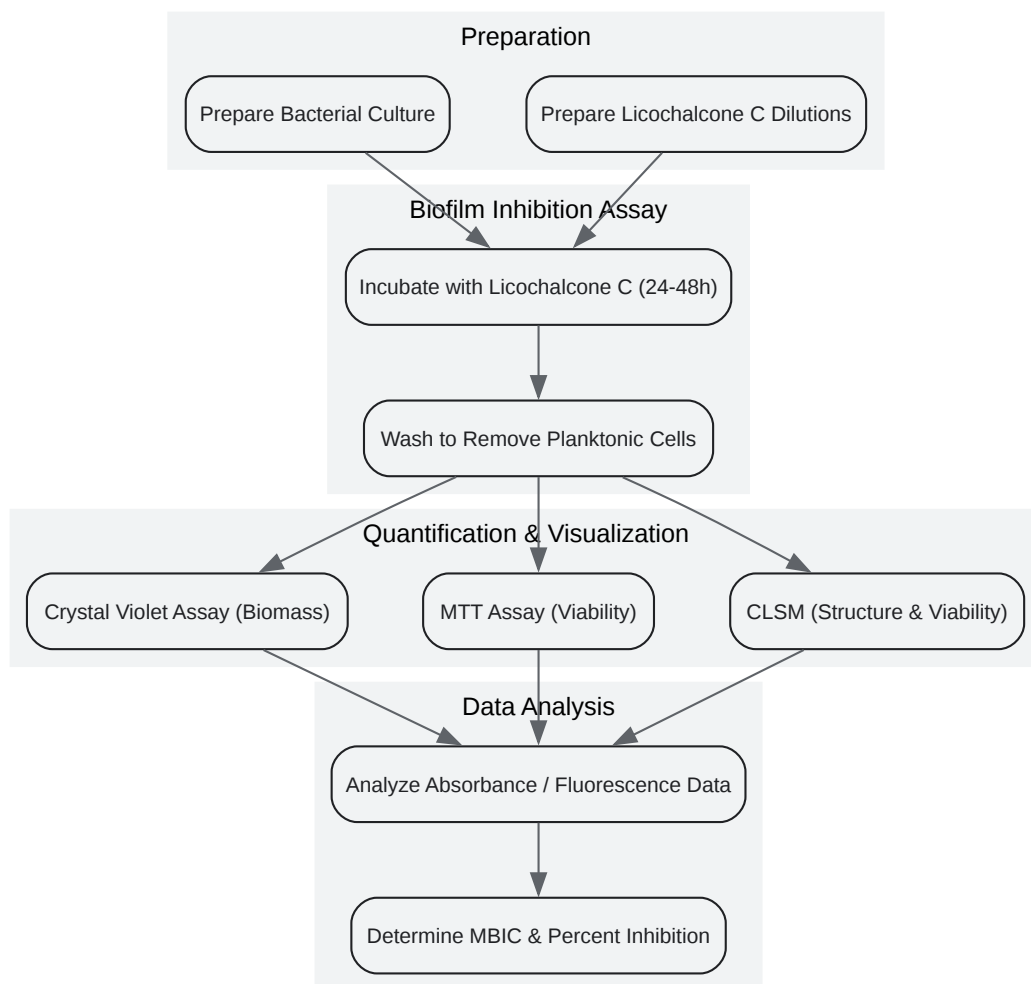 Preparation
Prepare Bacterial Culture
Prepare Licochalcone C Dilutions
Biofilm Inhibition Assay
Incubate with Licochalcone C (24-48h)
Wash to Remove Planktonic Cells
Quantification & Visualization
Crystal Violet Assay (Biomass)
MTT Assay (Viability)
CLSM (Structure & Viability)
Data Analysis
Analyze Absorbance / Fluorescence Data
Determine MBIC & Percent Inhibition